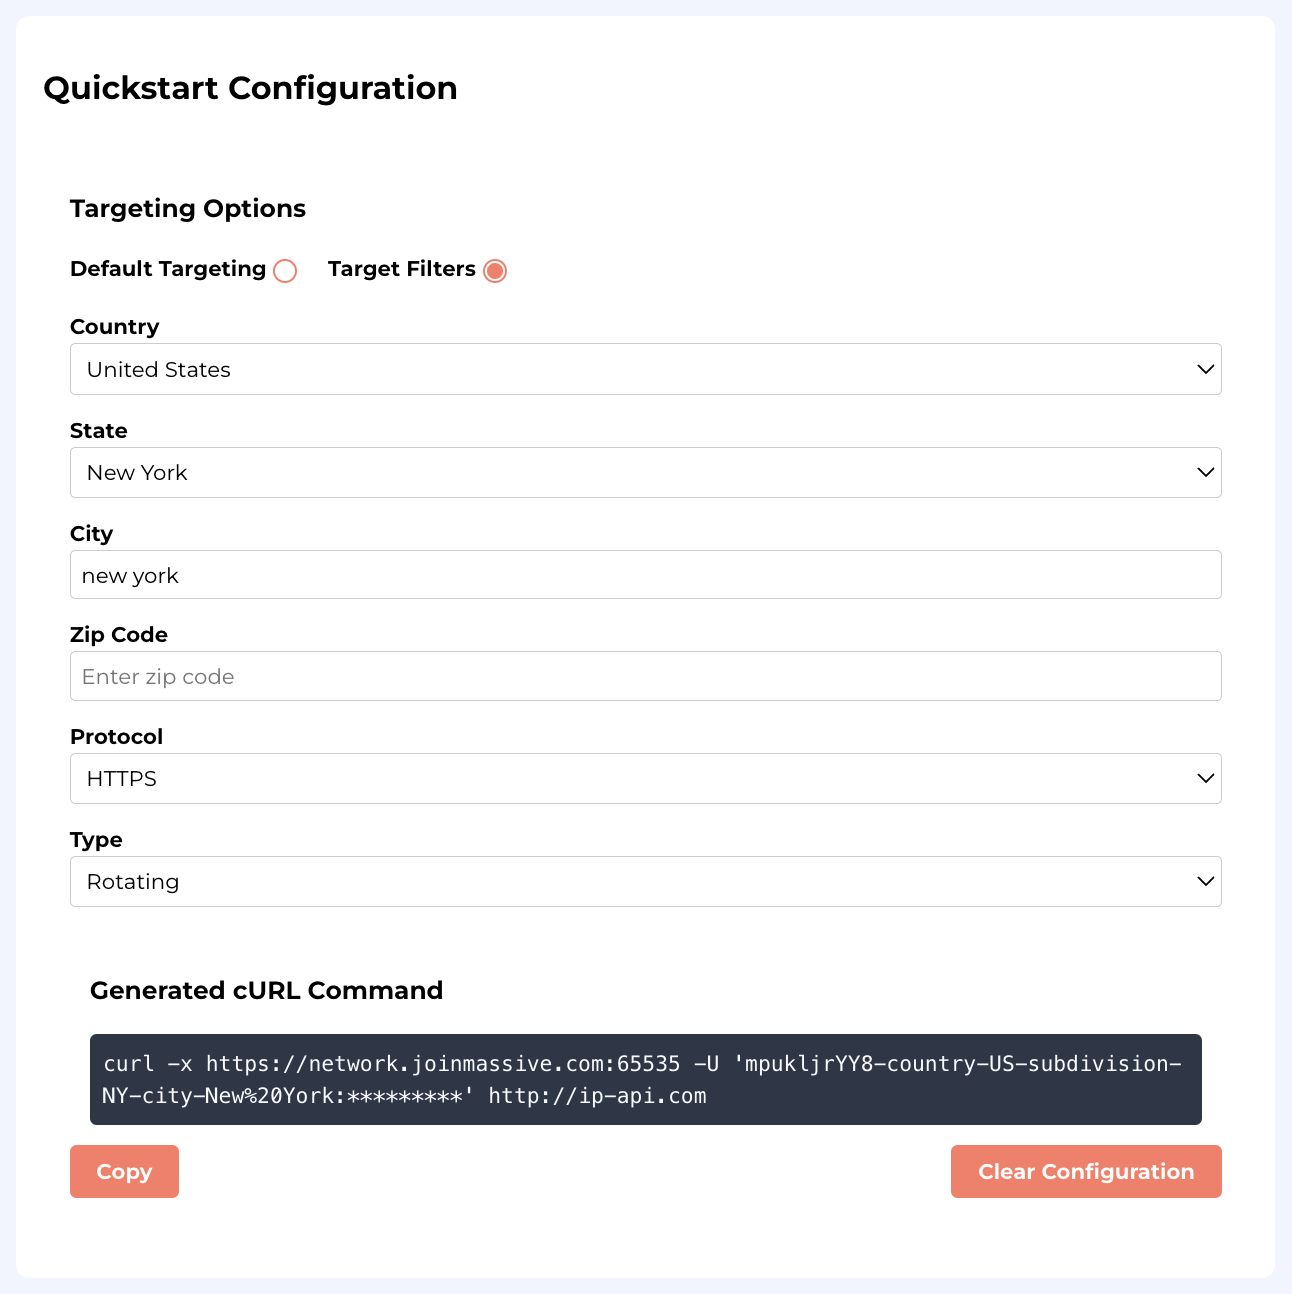 Quickstart Configuration
Targeting Options
Default Targeting Target Filters
Country
United States
State
New York
City
new york
Zip Code
Enter zip code
Protocol
HTTPS
Type
Rotating
Generated cURL Command
curl -x https://network.joinmassive.com:65535 -U 'mpukljrYY8-country-US-subdivision-
NY-city-New%20York:*********' http://ip-api.com
Copy Clear Configuration